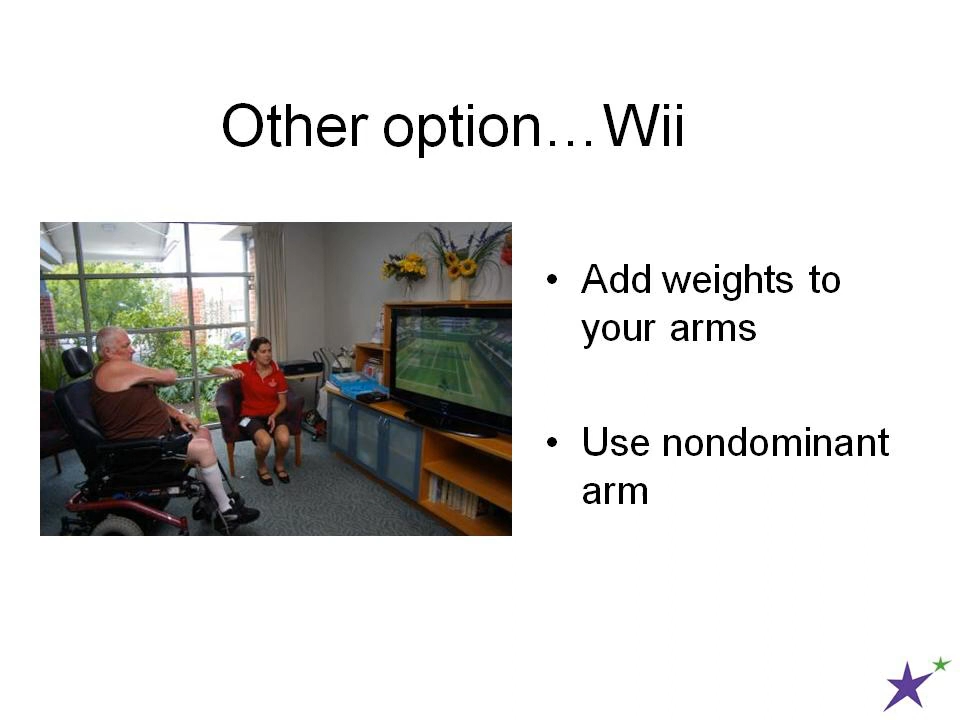 Other option…Wii
• Add weights to
your arms
• Use nondominant
arm